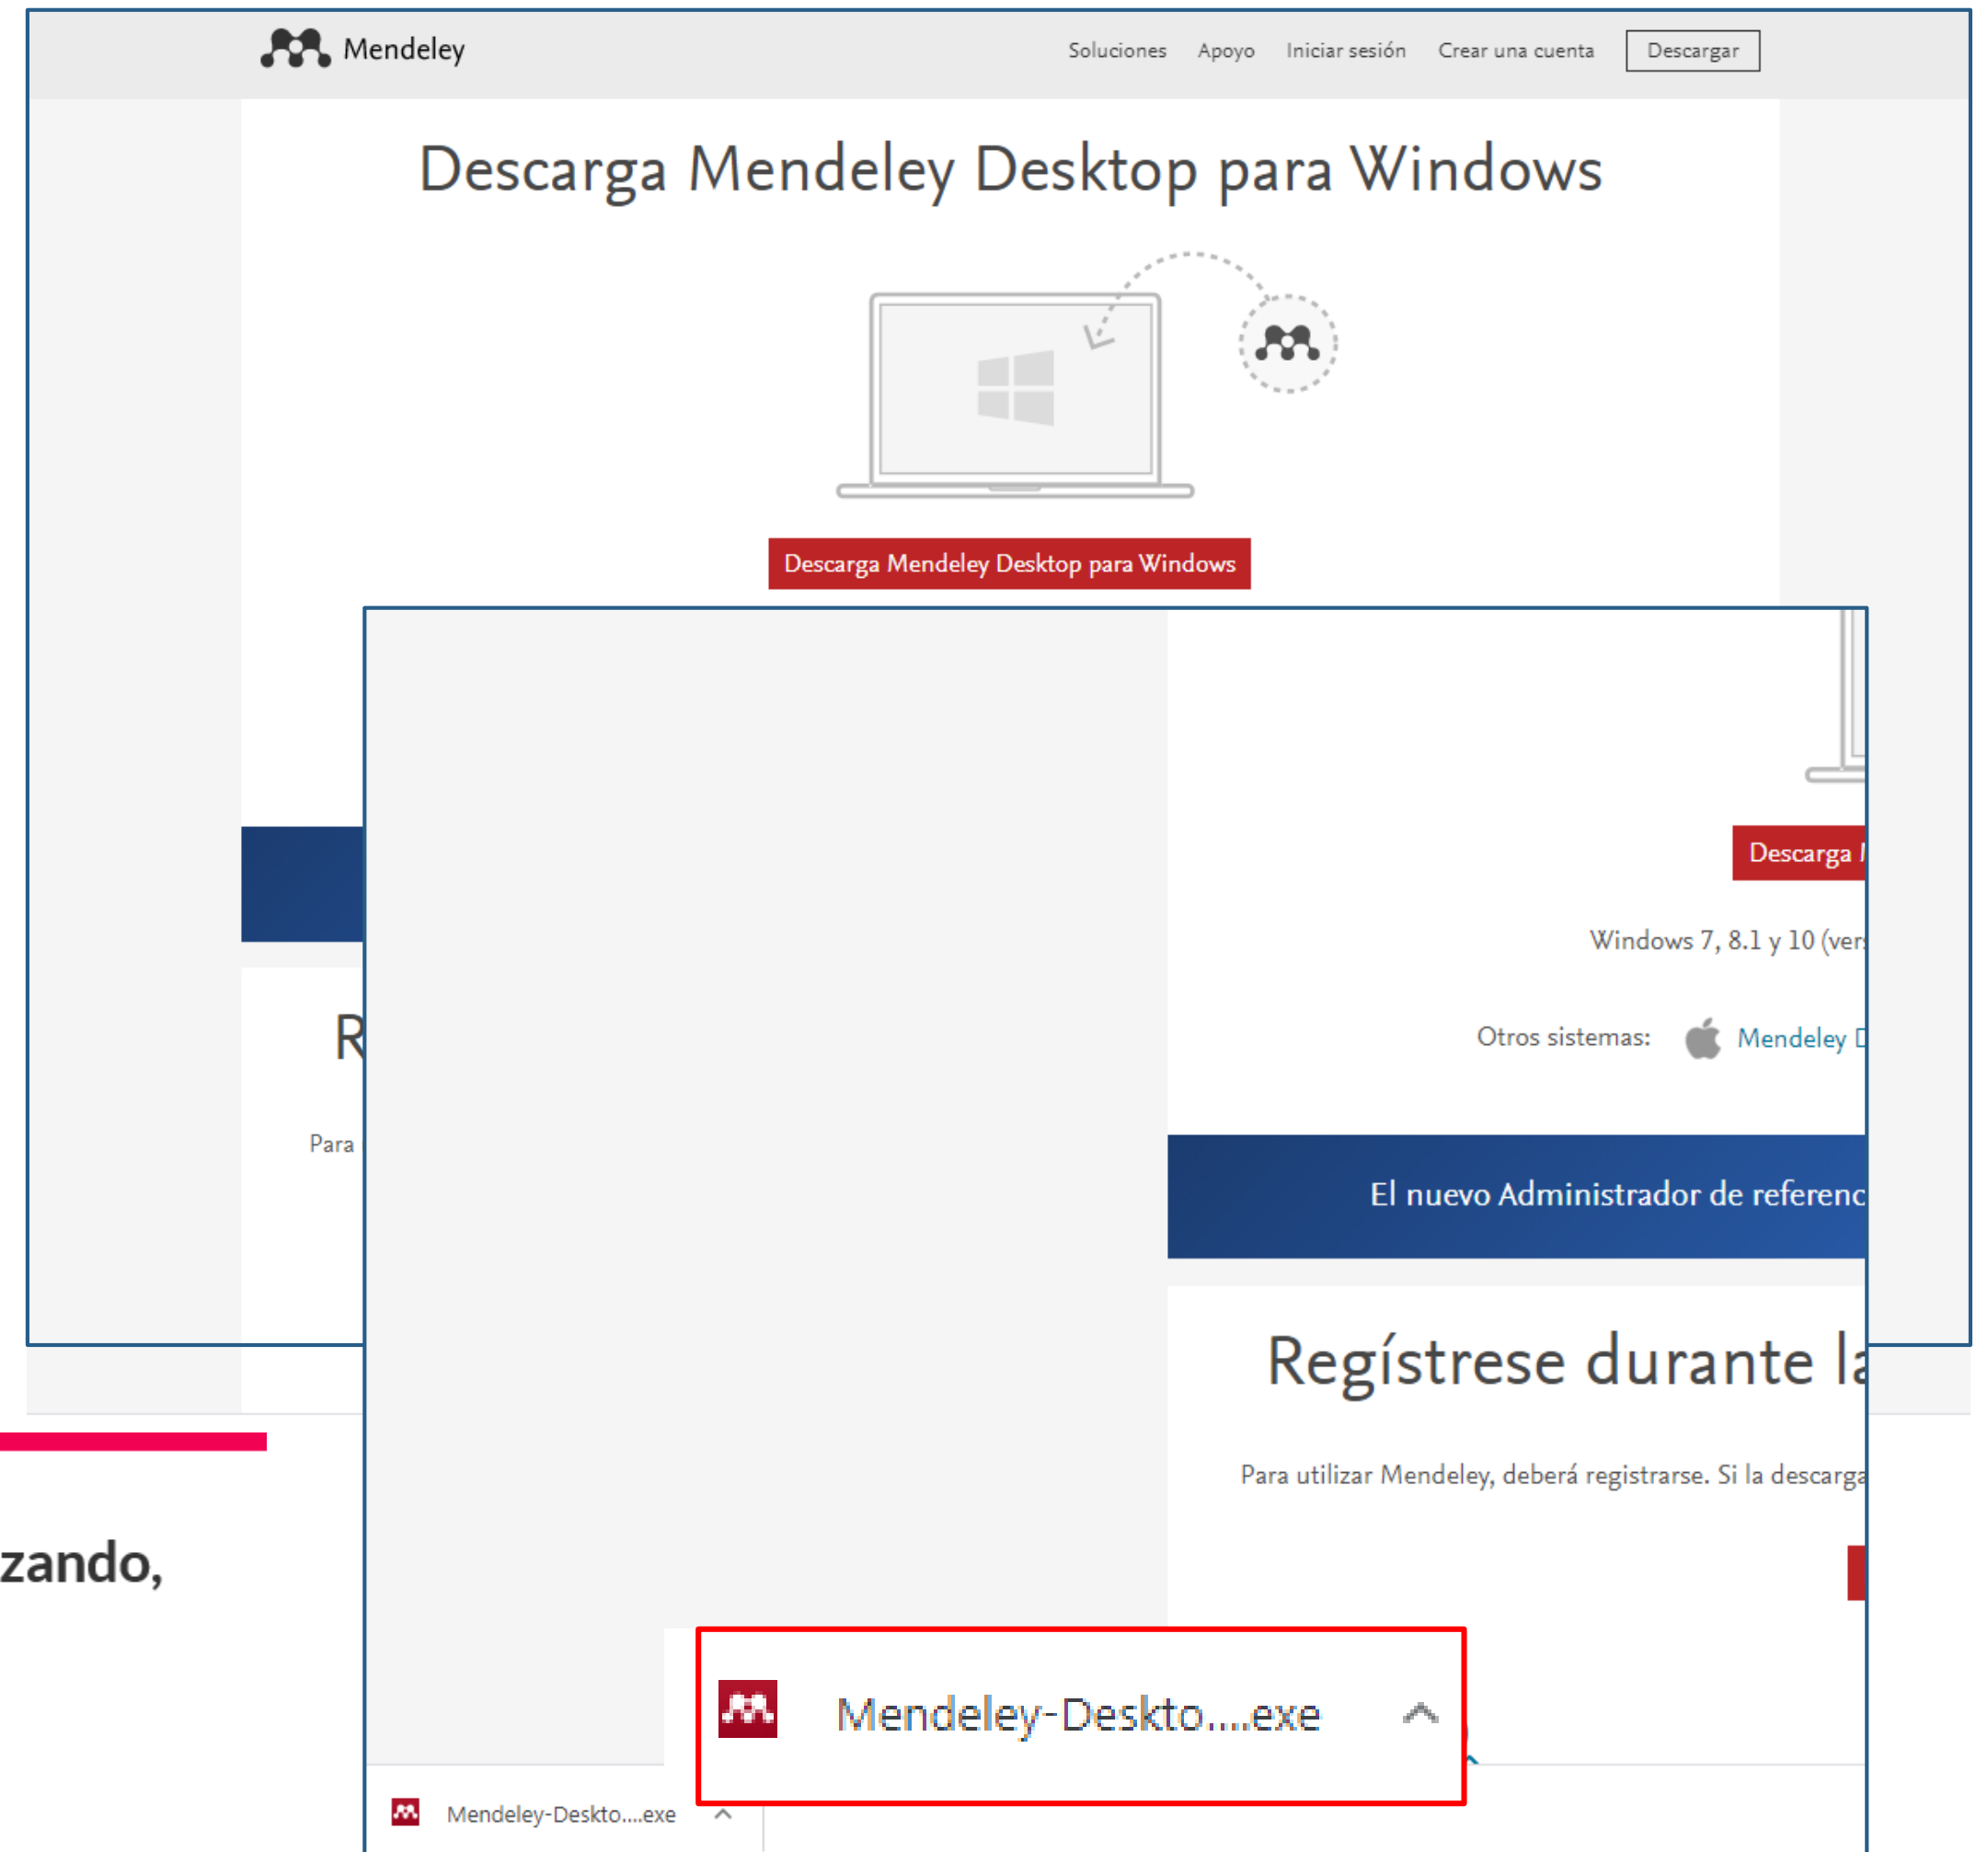 Mendeley
Soluciones Apoyo Iniciar sesión Crear una cuenta Descargar
Descarga Mendeley Desktop para Windows
Descarga Mendeley Desktop para Windows
R
Para
Descarga
Windows 7, 8.1 y 10 (ver
Otros sistemas: Mendeley D
El nuevo Administrador de referenc
Regístrese durante la
Para utilizar Mendeley, deberá registrarse. Si la descarga
zando,
Mendeley-Deskto....exe
Mendeley-Deskto....exe